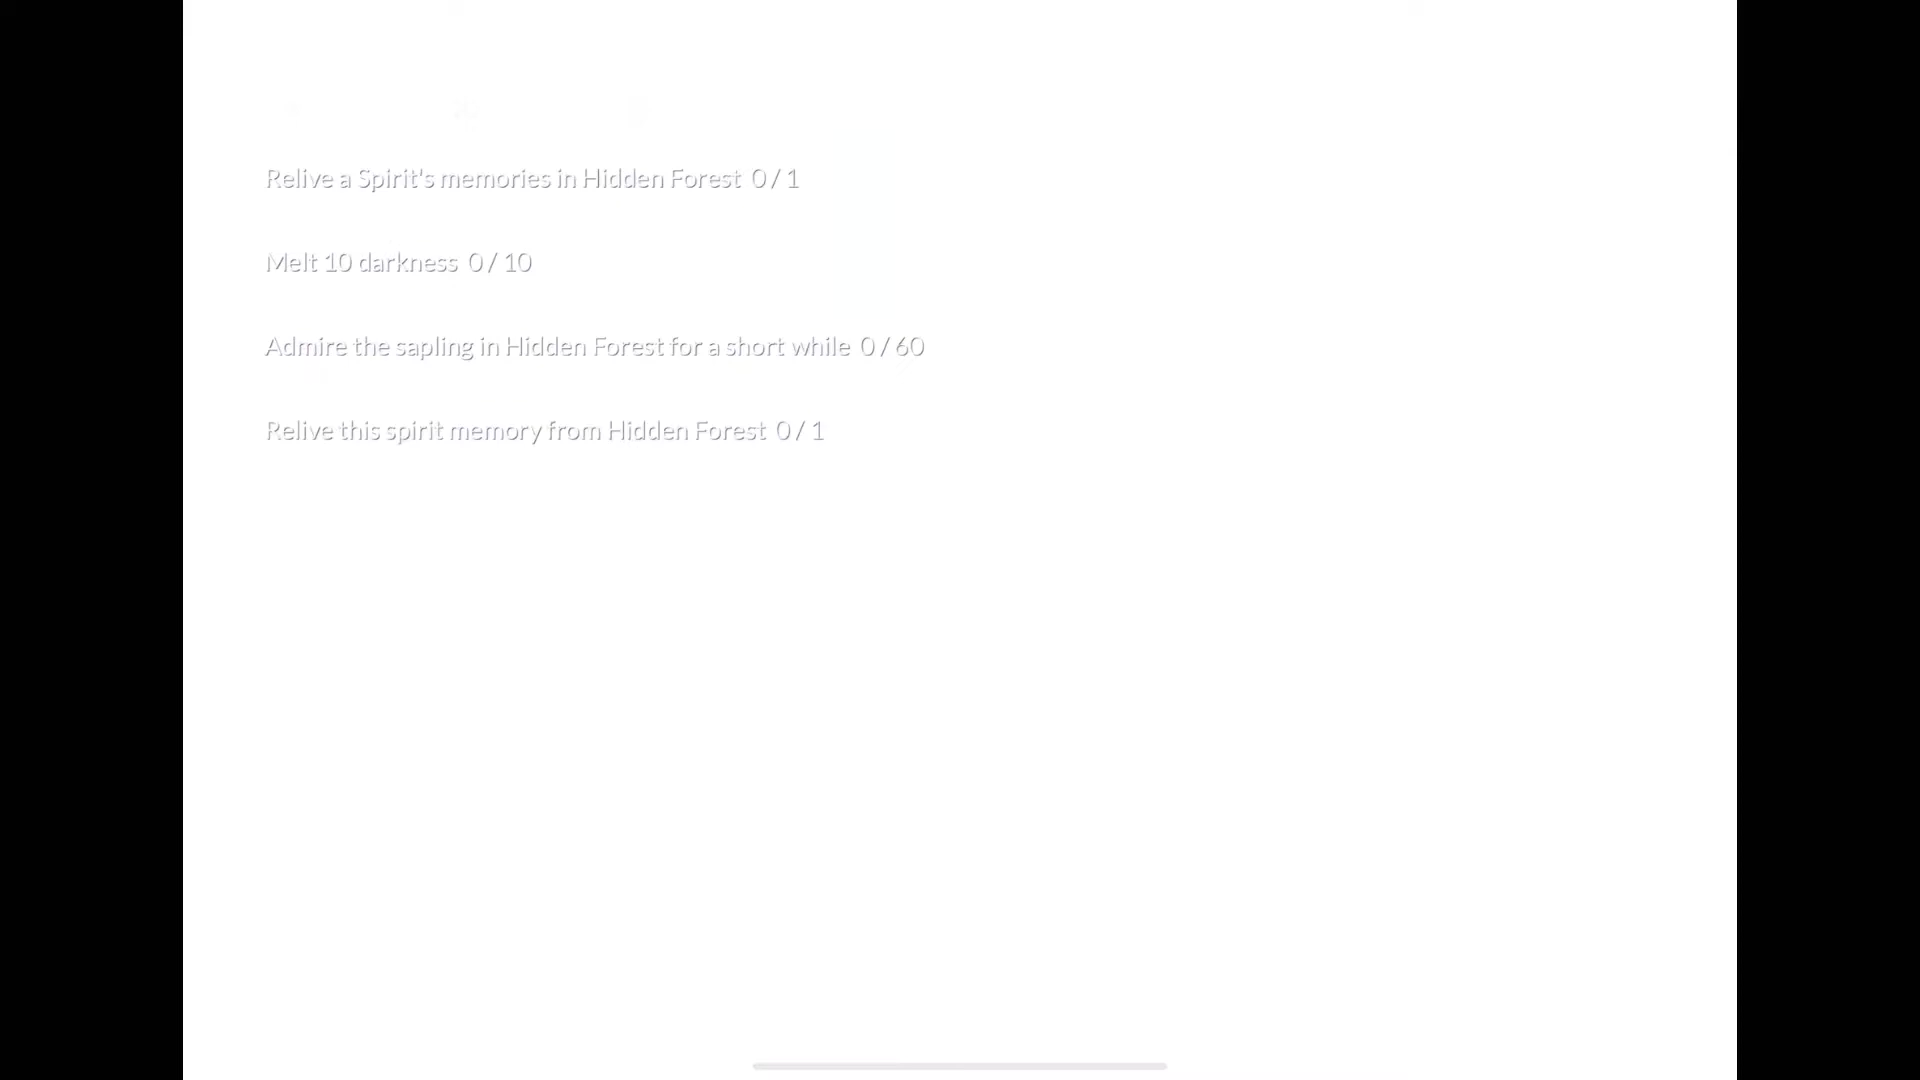 Relive a Spirit's memories in Hidden Forest 0 / 1
Melt 10 darkness 0 / 10
Admire the sapling in Hidden Forest for a short while 0 / 60
Relive this spirit memory from Hidden Forest 0 / 1